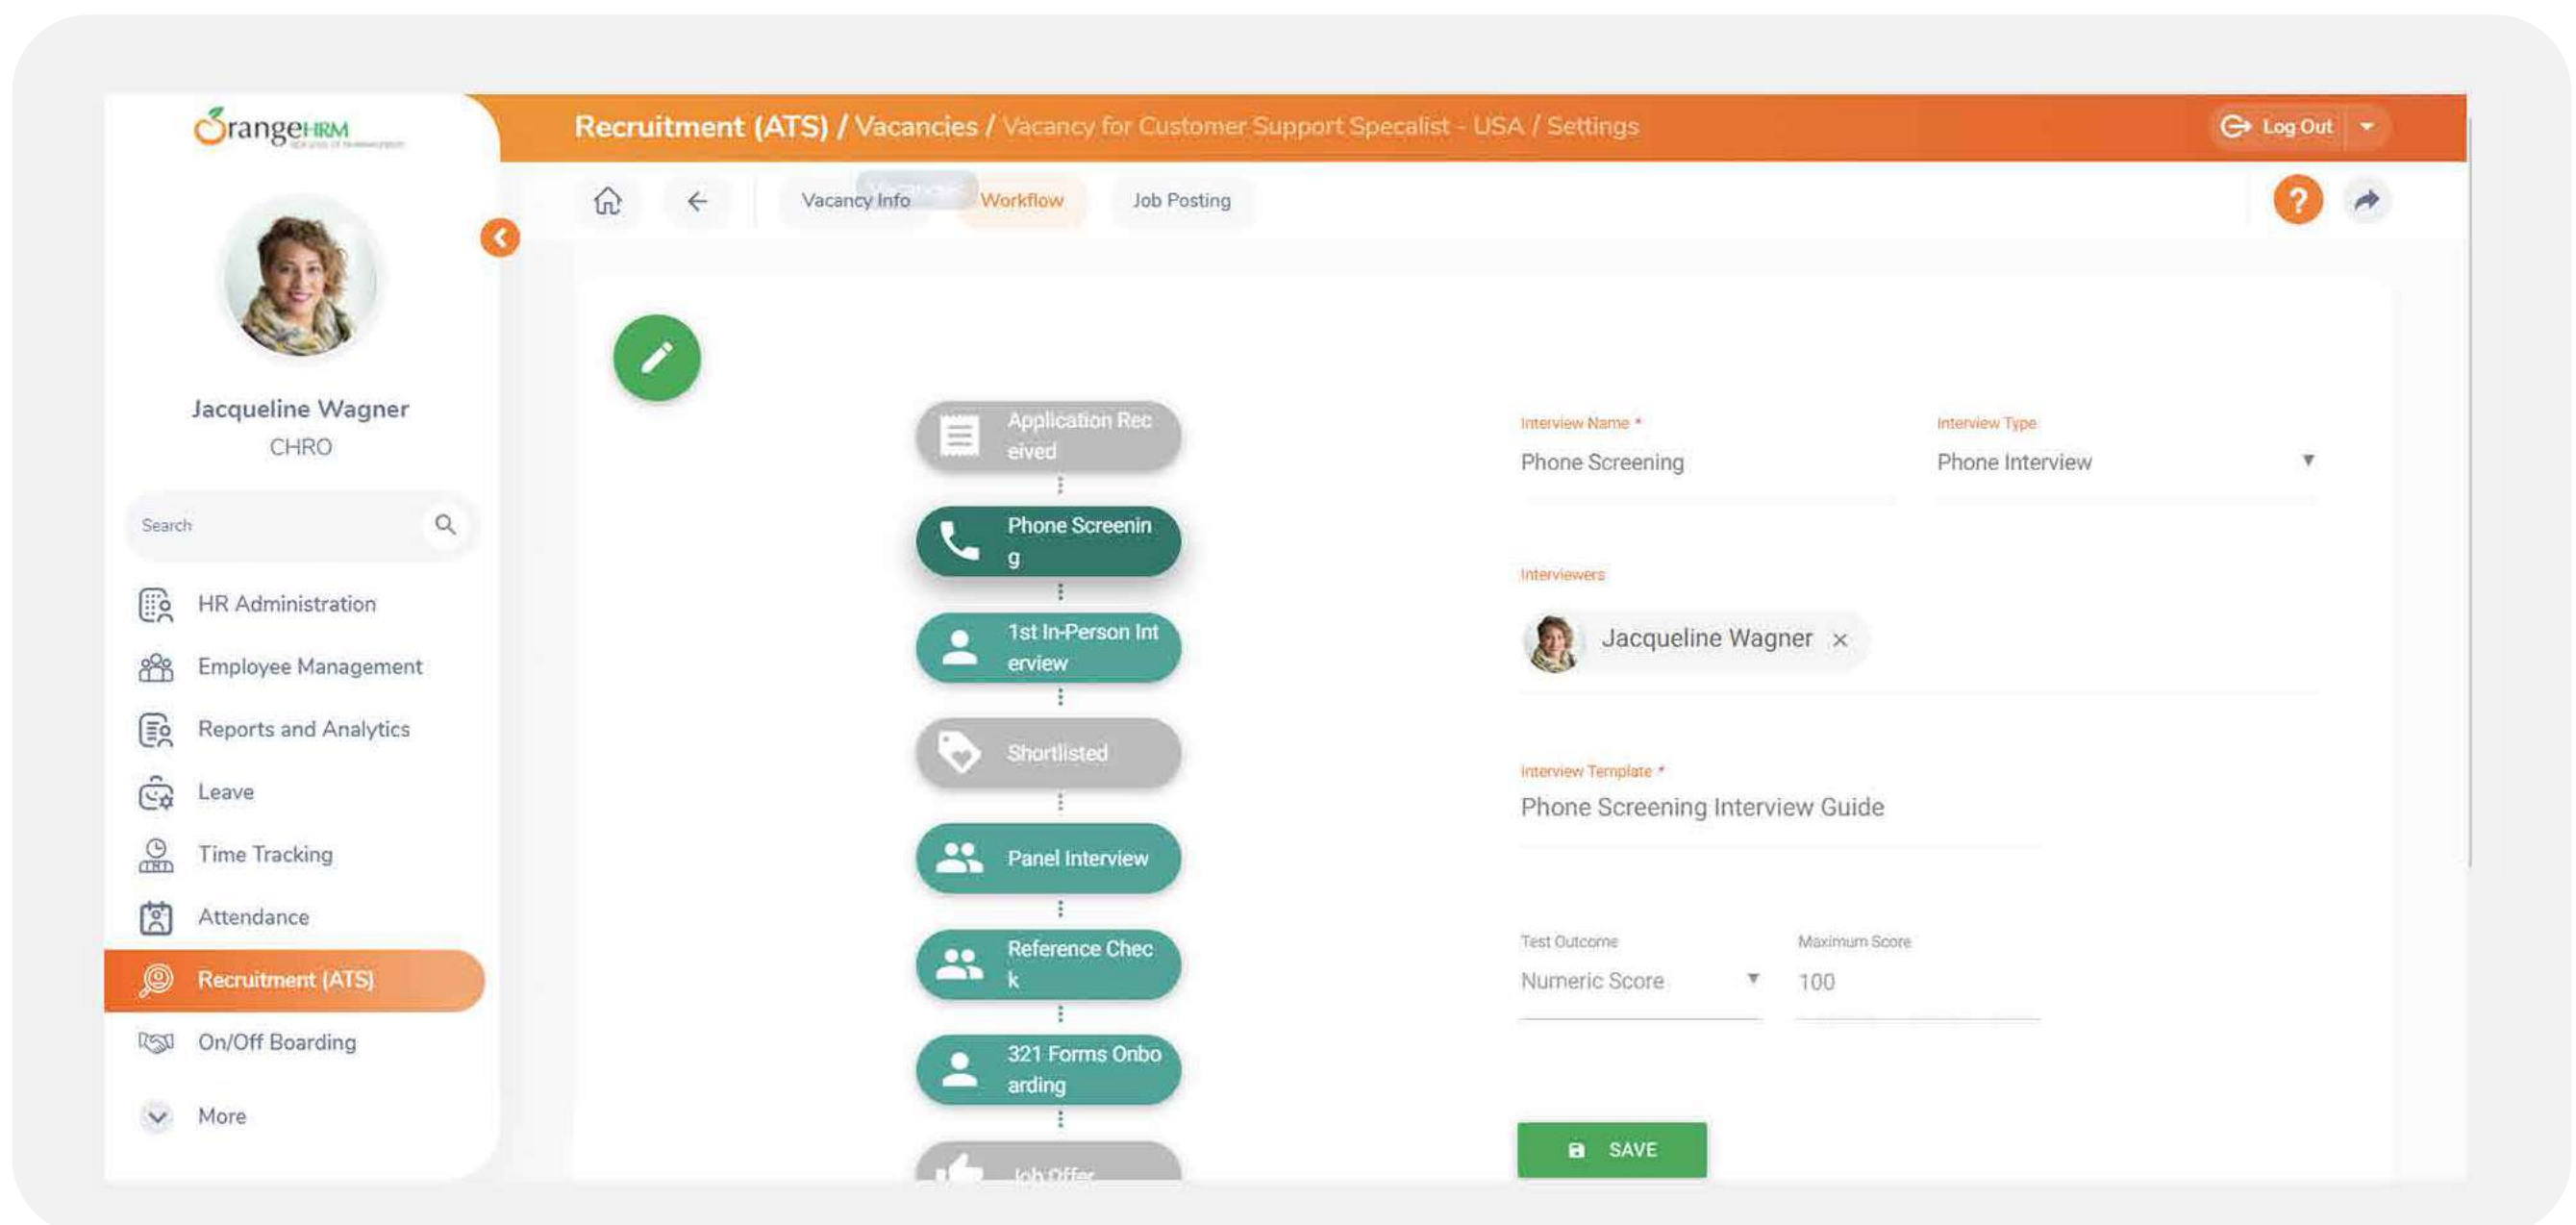 OrangeHRM
Recruitment (ATS) / Vacancies / Vacancy for Customer Support Specalist - USA / Settings
Log Out
Vacancy Info
Vacancies
Workflow
Job Posting
?
Jacqueline Wagner
CHRO
Search
HR Administration
Employee Management
Reports and Analytics
Leave
Time Tracking
Attendance
Recruitment (ATS)
On/Off Boarding
More
Application Rec
eived
Phone Screenin
g
1st In-Person Int
erview
Shortlisted
Panel Interview
Reference Chec
k
321 Forms Onbo
arding
Job Offer
Interview Name *
Phone Screening
Interview Type
Phone Interview
Interviewers
Jacqueline Wagner ×
Interview Template *
Phone Screening Interview Guide
Test Outcome
Numeric Score
Maximum Score
100
SAVE